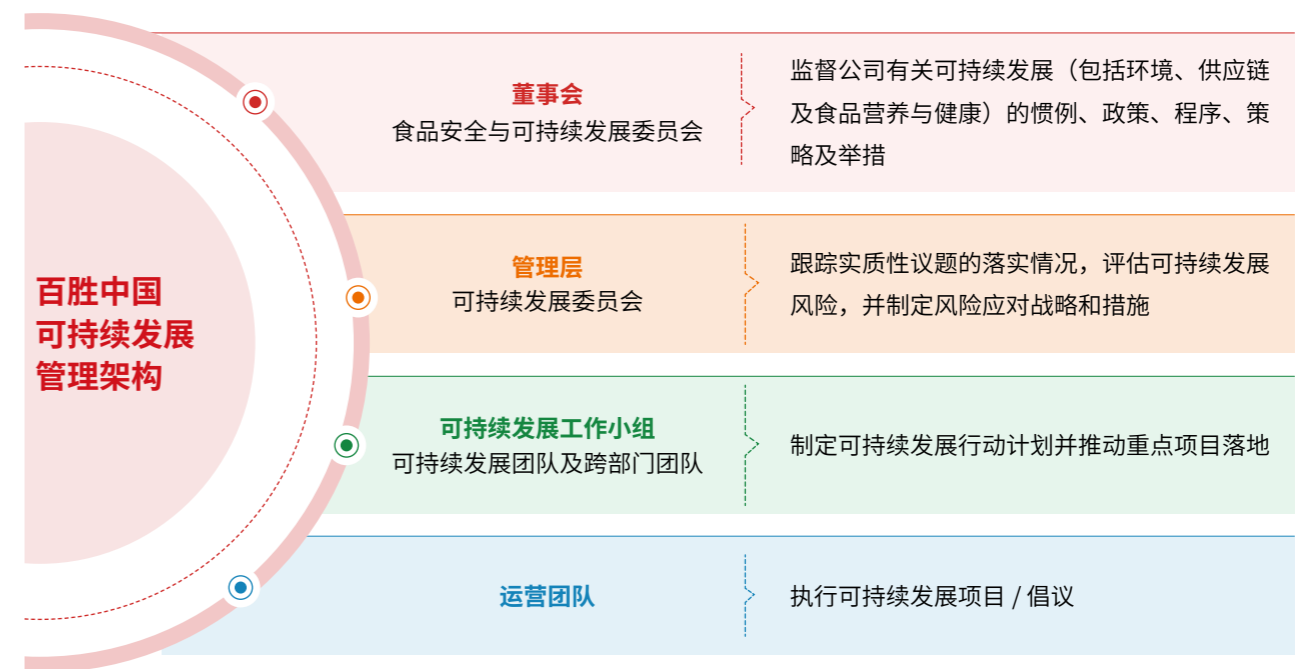 百胜中国
可持续发展
管理架构
董事会
食品安全与可持续发展委员会
监督公司有关可持续发展（包括环境、供应链
及食品营养与健康）的惯例、政策、程序、策
略及举措
管理层
可持续发展委员会
跟踪实质性议题的落实情况，评估可持续发展
风险，并制定风险应对战略和措施
可持续发展工作小组
可持续发展团队及跨部门团队
制定可持续发展行动计划并推动重点项目落地
运营团队
执行可持续发展项目 / 倡议